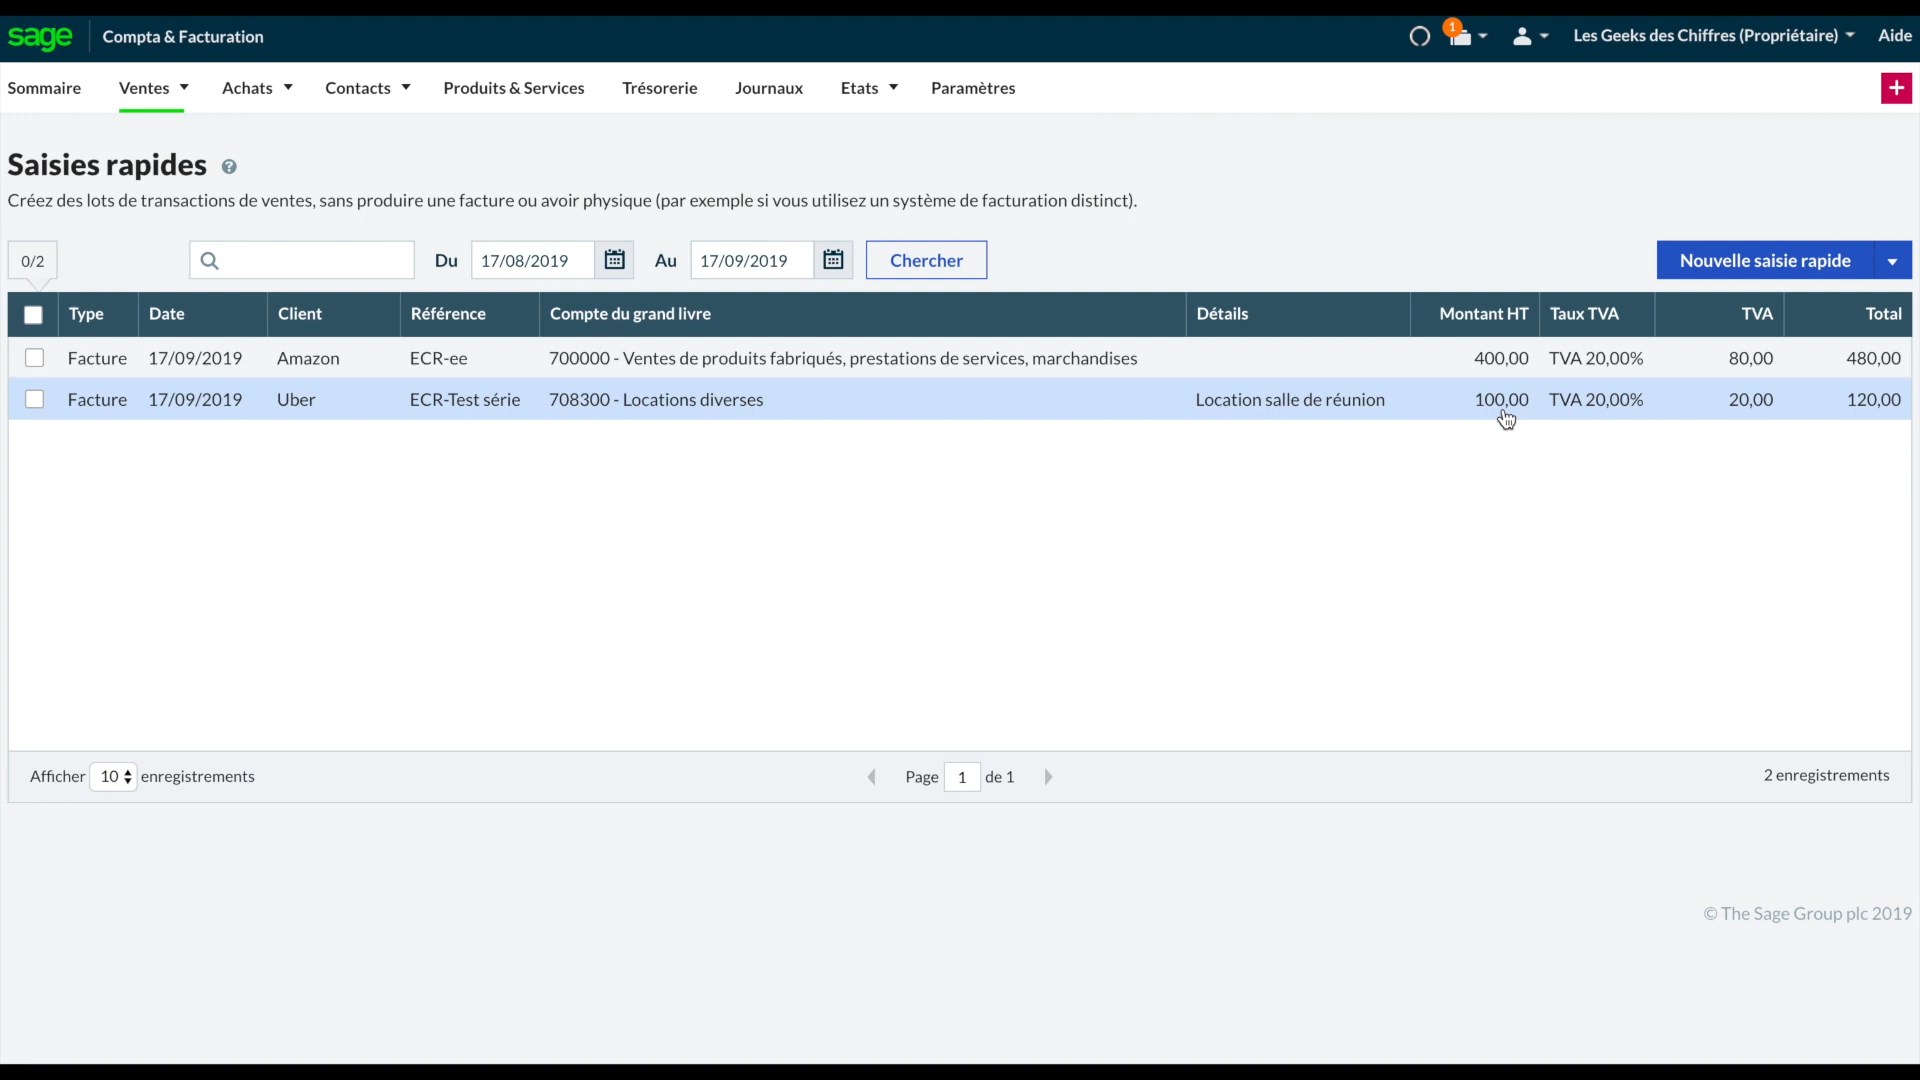 sage Compta & Facturation 1 Les Geeks des Chiffres (Propriétaire) Aide
Sommaire Ventes Achats Contacts Produits & Services Trésorerie Journaux Etats Paramètres +
Saisies rapides ?
Créez des lots de transactions de ventes, sans produire une facture ou avoir physique (par exemple si vous utilisez un système de facturation distinct).
0/2 Du 17/08/2019 Au 17/09/2019 Chercher Nouvelle saisie rapide
Type Date Client Référence Compte du grand livre Détails Montant HT Taux TVA TVA Total
Facture 17/09/2019 Amazon ECR-ee 700000 - Ventes de produits fabriqués, prestations de services, marchandises 400,00 TVA 20,00% 80,00 480,00
Facture 17/09/2019 Uber ECR-Test série 708300 - Locations diverses Location salle de réunion 100,00 TVA 20,00% 20,00 120,00
Afficher 10 enregistrements Page 1 de 1 2 enregistrements
© The Sage Group plc 2019